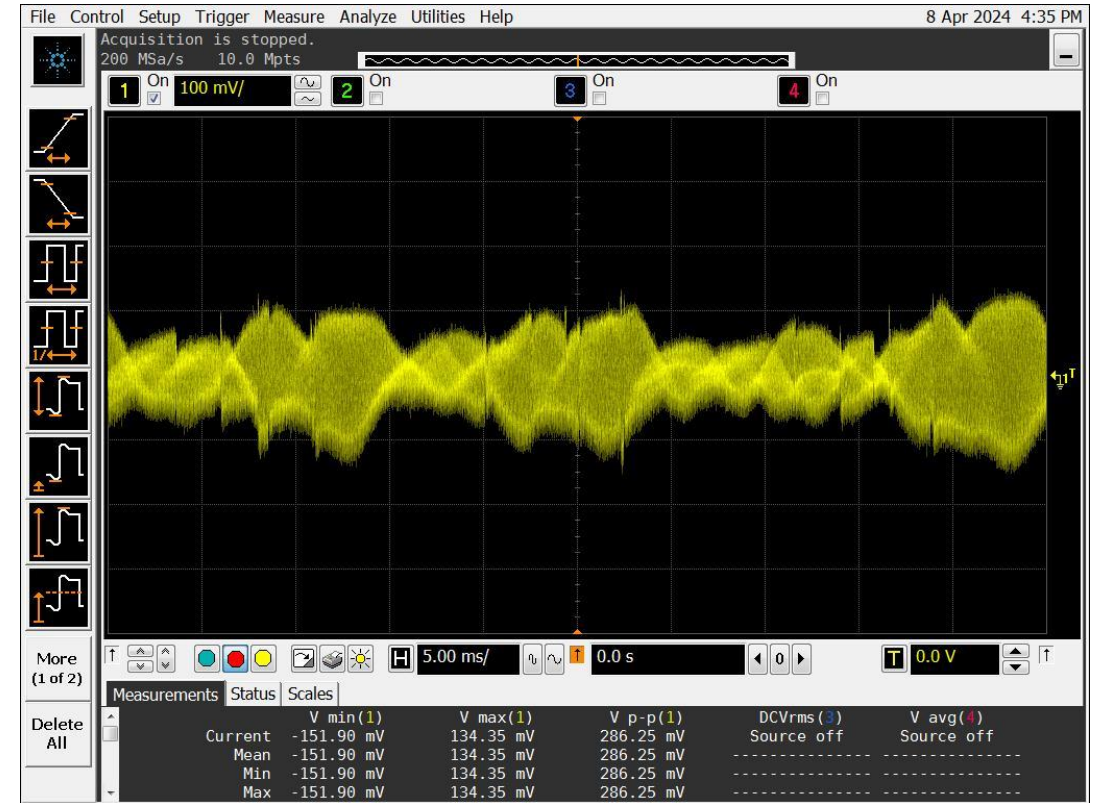 File Control Setup Trigger Measure Analyze Utilities Help 8 Apr 2024 4:35 PM
Acquisition is stopped.
200 MSa/s 10.0 Mpts
1 On 100 mV/ 2 On 3 On 4 On
1/
1 T
More
(1 of 2)
Delete
All
H 5.00 ms/ 0.0 s 0 T 0.0 V
Measurements Status Scales
V min(1) V max(1) V p-p(1) DCVrms(3) V avg(4)
Current -151.90 mV 134.35 mV 286.25 mV Source off Source off
Mean -151.90 mV 134.35 mV 286.25 mV --------------- ---------------
Min -151.90 mV 134.35 mV 286.25 mV --------------- ---------------
Max -151.90 mV 134.35 mV 286.25 mV --------------- ---------------